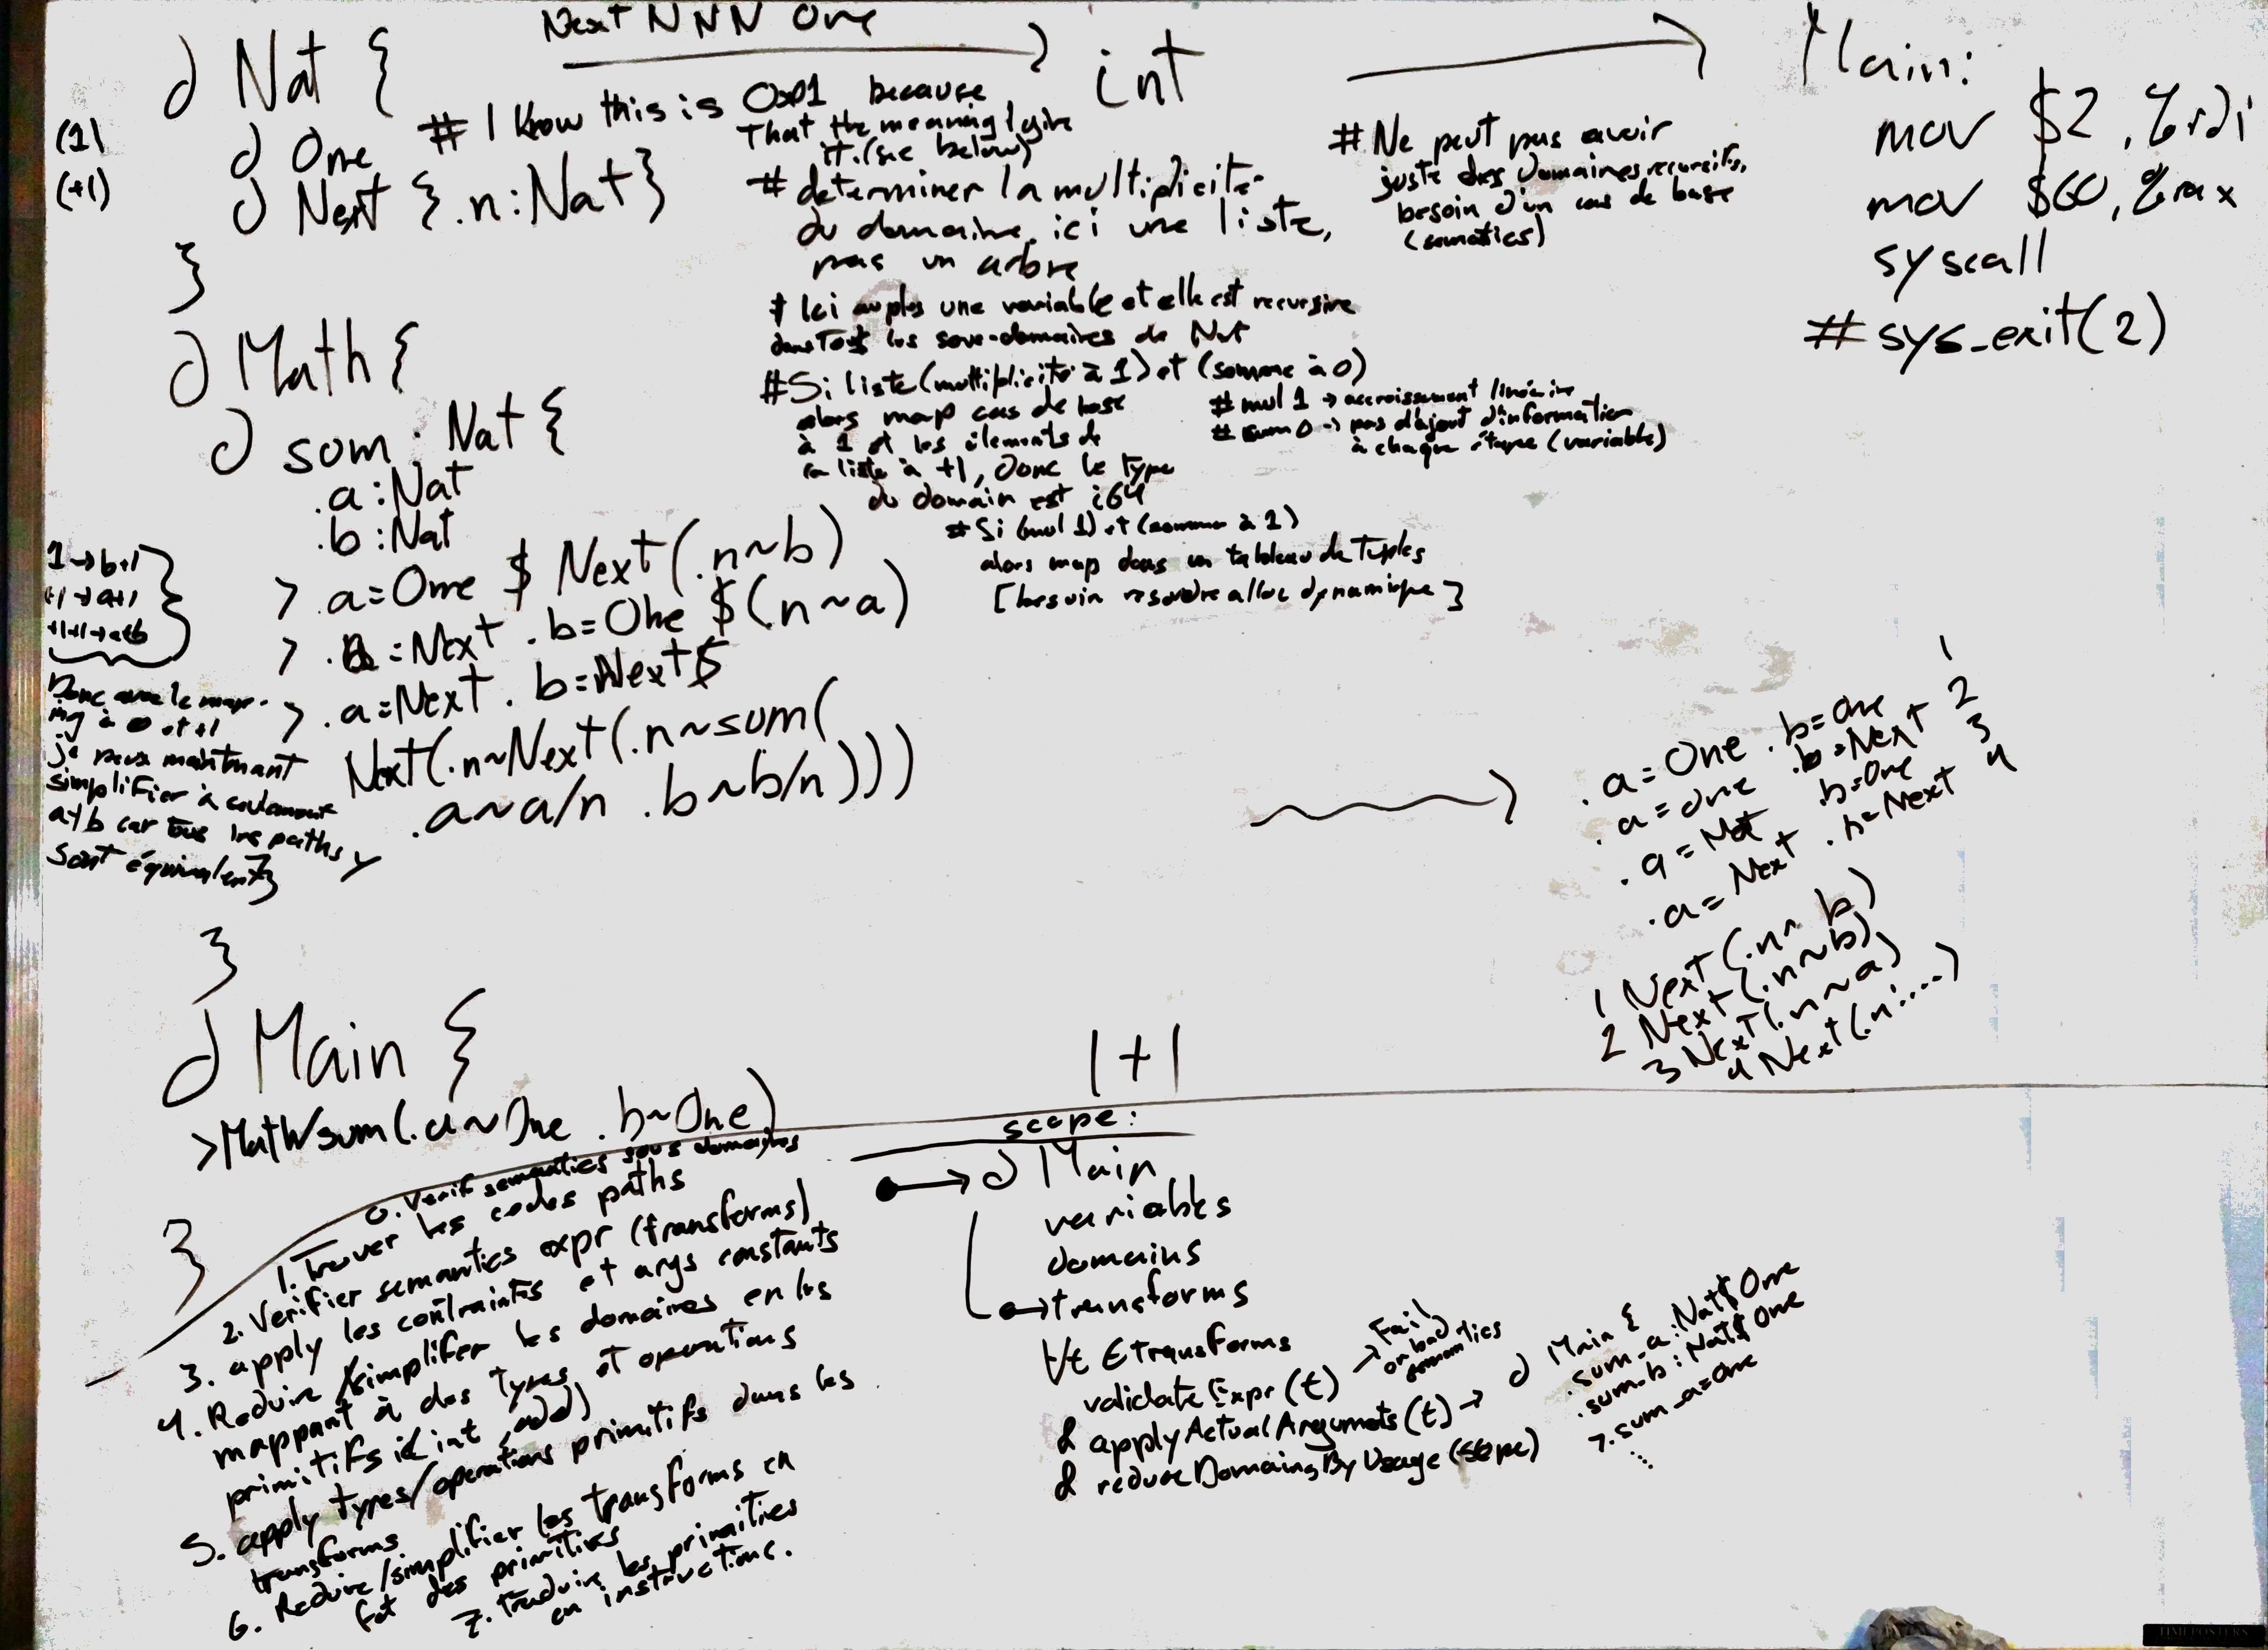 Next N N N One
∂ Nat {
(1)
∂ One
(+1)
∂ Next { .n:Nat }
}
# I know this is 0x01 because
That the meaning I give
it. (see below)
int
# determiner la multiplicité
du domaine, ici une liste,
pas un arbre
# Ici au plus une variable et elle est recursive
dans Tout les sous-domaines de Nat
#Si liste (multiplicité à 1) et (somme à 0)
alors map cas de base
à 1 et les éléments de
la liste à +1, donc le type
du domain est i64
# mul 1 → accroissement linéaire
# sum 0 → pas d'ajout d'information
à chaque étape (variable)
# Si (mul 1) et (somme à 1)
alors map dans un tableau de Tuples
[besoin resoudre alloc dynamique]
# Ne peut pas avoir
juste des Domaines recursifs,
besoin d'un cas de base
(semantics)
Main:
mov $2, %rdi
mov $60, %rax
syscall
# sys_exit(2)
∂ Math {
∂ som : Nat {
.a :Nat
.b :Nat
> .a=One $ Next(.n~b)
> .a=Next .b=One $(n~a)
> .a=Next . b=Next $
Next(.n~Next(.n~sum(
.a~a/n .b~b/n)))
}
}
1→b+1
+1→a+1
+1+1→a+b
Donc avec le mapp-
ing à 0 et +1
je peux maintenant
simplifier à seulement
a+b car tous les paths
sont équivalent
1
.a=One .b=One 2
.a=One .b=Next 3
.a=Next .b=One 4
.a=Next .b=Next
1 Next(.n~b)
2 Next(.n~b)
3 Next(.n~a)
4 Next(.n....)
∂ Main {
>Math/sum(.a~One .b~One)
}
1+1
0. Verif semantics sous domaines
1. Trouver les codes paths
2. Verifier semantics expr (transforms)
3. apply les contraintes et args constants
4. Reduire/simplifier les domaines en les
mappant à des types et operations
primitifs ie int, add)
5. apply types/operations primitifs dans les
transforms
6. Reduire/simplifier les transforms en
fct des primitives
7. Traduire les primitives
en instructions.
scope:
→ ∂ Main
variables
domains
→transforms
∀t ∈ transforms
validateExpr(t) → Fail
on bad
semantics
& applyActualArguments(t) →
& reduceDomainsByUsage(scope)
∂ Main {
.sum_a : Nat $ One
.sum_b : Nat $ One
>.sum_a=One
...
TIMEPOSTERS